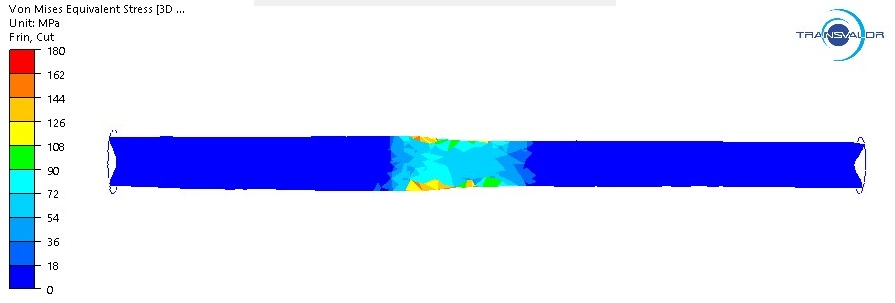 Von Mises Equivalent Stress [3D ...
Unit: MPa
Frin, Cut
180
162
144
126
108
90
72
54
36
18
0
TRANSVALOR